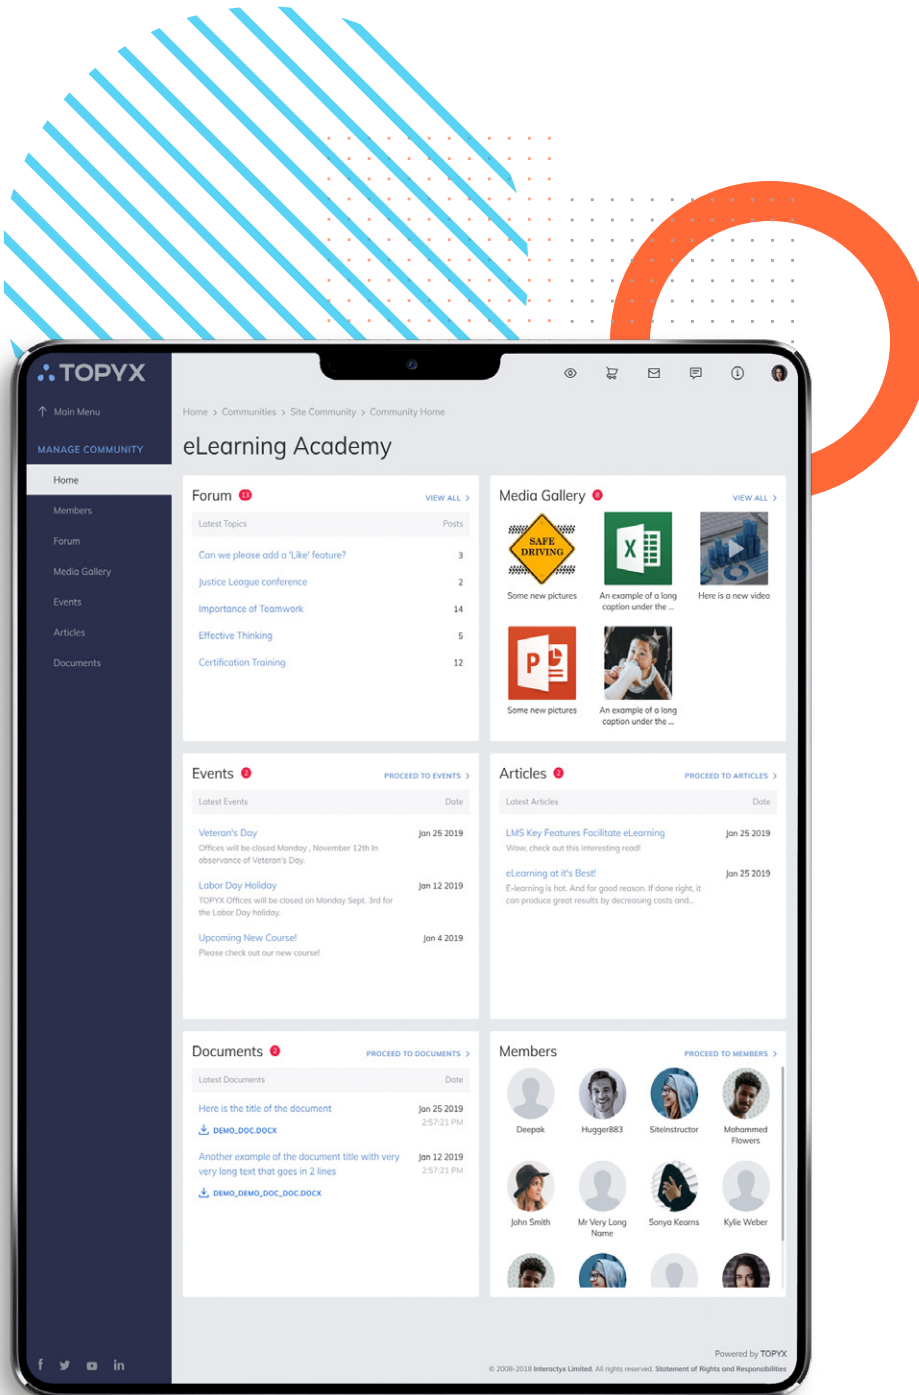 TOPYX
Main Menu
MANAGE COMMUNITY
Home
Members
Forum
Media Gallery
Events
Articles
Documents
Home > Communities > Site Community > Community Home
eLearning Academy
Forum 13
VIEW ALL >
Latest Topics Posts
Can we please add a 'Like' feature? 3
Justice League conference 2
Importance of Teamwork 14
Effective Thinking 5
Certification Training 12
Media Gallery 8
VIEW ALL >
SAFE
DRIVING
Some new pictures
X
An example of a long
caption under the ...
Here is a new video
P
Some new pictures
An example of a long
caption under the ...
Events 2
PROCEED TO EVENTS >
Latest Events Date
Veteran's Day Jan 25 2019
Offices will be closed Monday , November 12th In
observance of Veteran's Day.
Labor Day Holiday Jan 12 2019
TOPYX Offices will be closed on Monday Sept. 3rd for
the Labor Day holiday.
Upcoming New Course! Jan 4 2019
Please check out our new course!
Articles 2
PROCEED TO ARTICLES >
Latest Articles Date
LMS Key Features Facilitate eLearning Jan 25 2019
Wow, check out this interesting read!
eLearning at it's Best! Jan 25 2019
E-learning is hot. And for good reason. If done right, it
can produce great results by decreasing costs and...
Documents 2
PROCEED TO DOCUMENTS >
Latest Documents Date
Here is the title of the document Jan 25 2019
2:57:21 PM
DEMO_DOC.DOCX
Another example of the document title with very Jan 12 2019
very long text that goes in 2 lines 2:57:21 PM
DEMO_DEMO_DOC_DOC.DOCX
Members
PROCEED TO MEMBERS >
Deepak
Hugger883
SiteInstructor
Mohammed
Flowers
John Smith
Mr Very Long
Name
Sonya Kearns
Kylie Weber
f in
Powered by TOPYX
© 2008-2018 Interactyx Limited. All rights reserved. Statement of Rights and Responsibilities